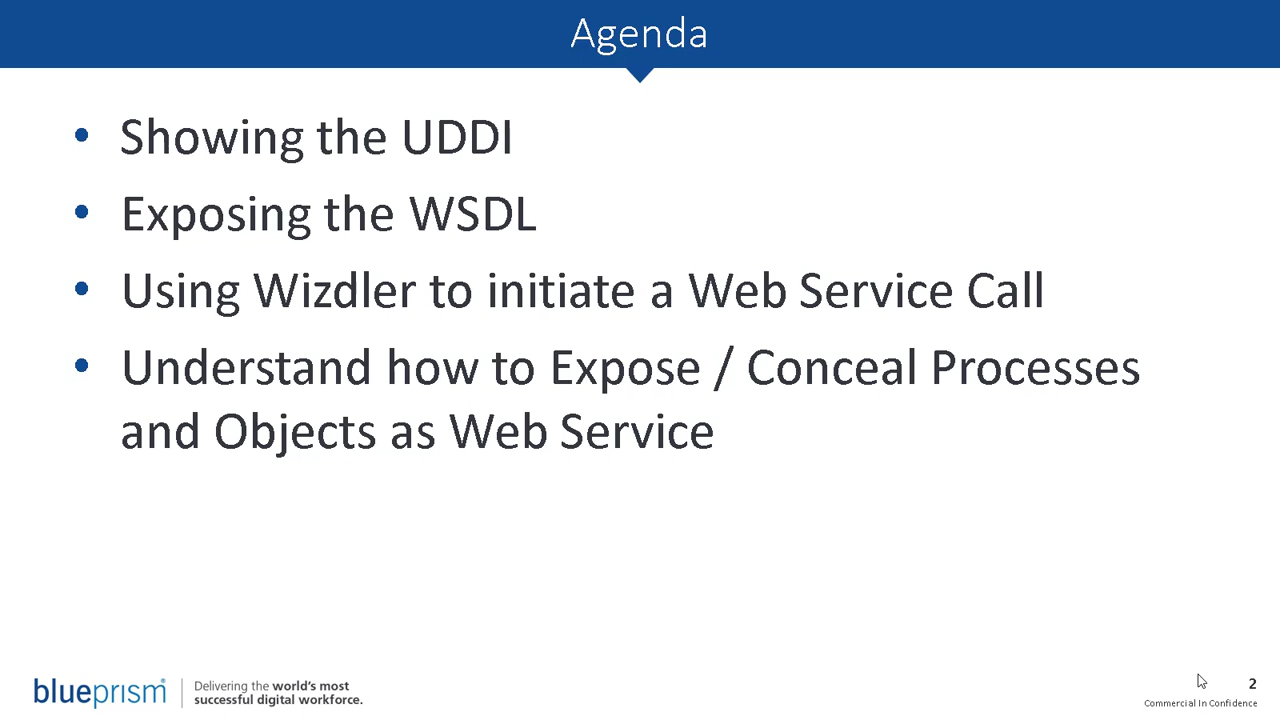 Agenda
• Showing the UDDI
• Exposing the WSDL
• Using Wizdler to initiate a Web Service Call
• Understand how to Expose / Conceal Processes
and Objects as Web Service
blueprism®
Delivering the world's most
successful digital workforce.
2
Commercial In Confidence